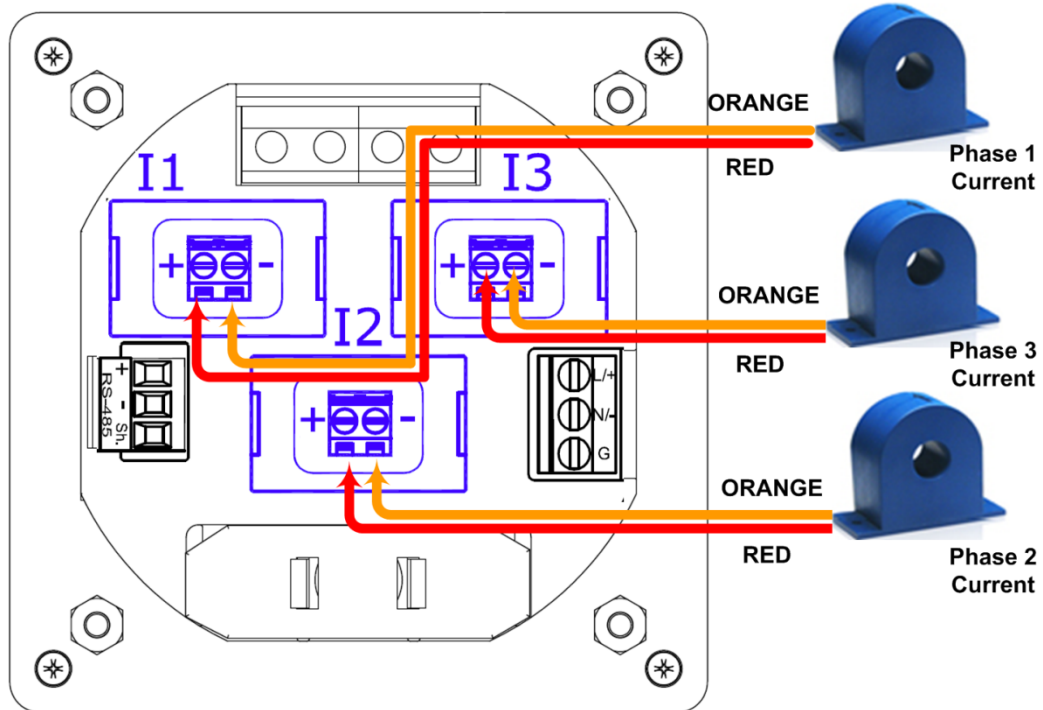 ORANGE
RED
Phase 1
Current
I1
I3
+ -
+ -
ORANGE
RED
Phase 3
Current
I2
+ -
+ - Sh.
RS-485
L/+
N/-
G
ORANGE
RED
Phase 2
Current